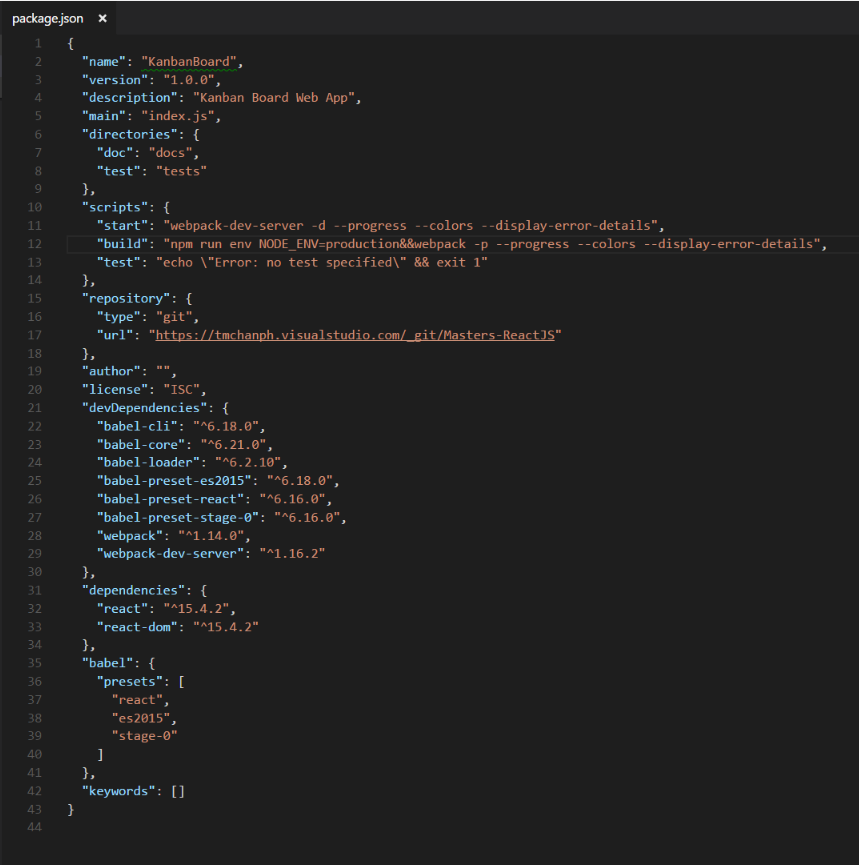 package.json ×
1 {
2 "name": "KanbanBoard",
3 "version": "1.0.0",
4 "description": "Kanban Board Web App",
5 "main": "index.js",
6 "directories": {
7 "doc": "docs",
8 "test": "tests"
9 },
10 "scripts": {
11 "start": "webpack-dev-server -d --progress --colors --display-error-details",
12 "build": "npm run env NODE_ENV=production&&webpack -p --progress --colors --display-error-details",
13 "test": "echo \"Error: no test specified\" && exit 1"
14 },
15 "repository": {
16 "type": "git",
17 "url": "https://tmchanph.visualstudio.com/_git/Masters-ReactJS"
18 },
19 "author": "",
20 "license": "ISC",
21 "devDependencies": {
22 "babel-cli": "^6.18.0",
23 "babel-core": "^6.21.0",
24 "babel-loader": "^6.2.10",
25 "babel-preset-es2015": "^6.18.0",
26 "babel-preset-react": "^6.16.0",
27 "babel-preset-stage-0": "^6.16.0",
28 "webpack": "^1.14.0",
29 "webpack-dev-server": "^1.16.2"
30 },
31 "dependencies": {
32 "react": "^15.4.2",
33 "react-dom": "^15.4.2"
34 },
35 "babel": {
36 "presets": [
37 "react",
38 "es2015",
39 "stage-0"
40 ]
41 },
42 "keywords": []
43 }
44